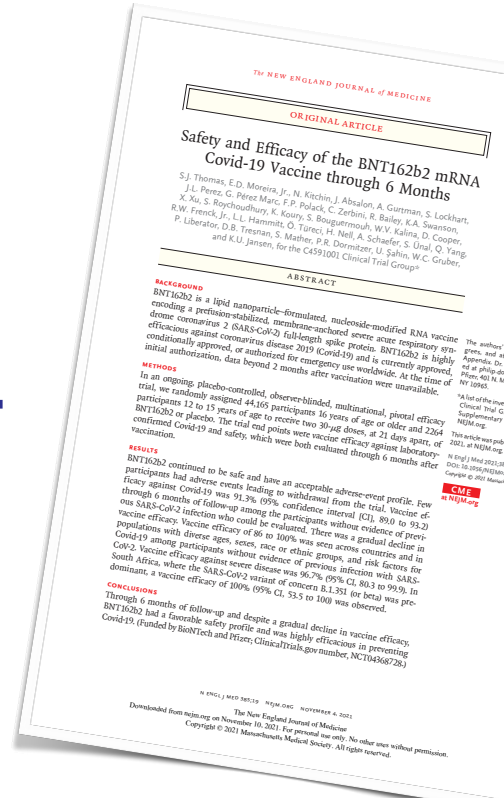 The NEW ENGLAND JOURNAL of MEDICINE
ORIGINAL ARTICLE
Safety and Efficacy of the BNT162b2 mRNA
Covid-19 Vaccine through 6 Months
S.J. Thomas, E.D. Moreira, Jr., N. Kitchin, J. Absalon, A. Gurtman, S. Lockhart,
J.L. Perez, G. Pérez Marc, F.P. Polack, C. Zerbini, R. Bailey, K.A. Swanson,
X. Xu, S. Roychoudhury, K. Koury, S. Bouguermouh, W.V. Kalina, D. Cooper,
R.W. Frenck, Jr., L.L. Hammitt, Ö. Türeci, H. Nell, A. Schaefer, S. Ünal, Q. Yang,
P. Liberator, D.B. Tresnan, S. Mather, P.R. Dormitzer, U. Şahin, W.C. Gruber,
and K.U. Jansen, for the C4591001 Clinical Trial Group*
ABSTRACT
BACKGROUND
BNT162b2 is a lipid nanoparticle–formulated, nucleoside-modified RNA vaccine
encoding a prefusion-stabilized, membrane-anchored severe acute respiratory syn-
drome coronavirus 2 (SARS-CoV-2) full-length spike protein. BNT162b2 is highly
efficacious against coronavirus disease 2019 (Covid-19) and is currently approved,
conditionally approved, or authorized for emergency use worldwide. At the time of
initial authorization, data beyond 2 months after vaccination were unavailable.
METHODS
In an ongoing, placebo-controlled, observer-blinded, multinational, pivotal efficacy
trial, we randomly assigned 44,165 participants 16 years of age or older and 2264
participants 12 to 15 years of age to receive two 30-μg doses, at 21 days apart, of
BNT162b2 or placebo. The trial end points were vaccine efficacy against laboratory-
confirmed Covid-19 and safety, which were both evaluated through 6 months after
vaccination.
RESULTS
BNT162b2 continued to be safe and have an acceptable adverse-event profile. Few
participants had adverse events leading to withdrawal from the trial. Vaccine ef-
ficacy against Covid-19 was 91.3% (95% confidence interval [CI], 89.0 to 93.2)
through 6 months of follow-up among the participants without evidence of previ-
ous SARS-CoV-2 infection who could be evaluated. There was a gradual decline in
vaccine efficacy. Vaccine efficacy of 86 to 100% was seen across countries and in
populations with diverse ages, sexes, race or ethnic groups, and risk factors for
Covid-19 among participants without evidence of previous infection with SARS-
CoV-2. Vaccine efficacy against severe disease was 96.7% (95% CI, 80.3 to 99.9). In
South Africa, where the SARS-CoV-2 variant of concern B.1.351 (or beta) was pre-
dominant, a vaccine efficacy of 100% (95% CI, 53.5 to 100) was observed.
CONCLUSIONS
Through 6 months of follow-up and despite a gradual decline in vaccine efficacy,
BNT162b2 had a favorable safety profile and was highly efficacious in preventing
Covid-19. (Funded by BioNTech and Pfizer; ClinicalTrials.gov number, NCT04368728.)
The authors'
grees, and
Appendix. Dr.
ed at philip.do
Pfizer, 401 N. M
NY 10965.
*A list of the inve
Clinical Trial G
Supplementary
NEJM.org.
This article was pub
2021, at NEJM.org.
N Engl J Med 2021;38
DOI: 10.1056/NEJM
Copyright © 2021 Massach
CME
at NEJM.org
N ENGL J MED 385;19 NEJM.ORG NOVEMBER 4, 2021
The New England Journal of Medicine
Downloaded from nejm.org on November 10, 2021. For personal use only. No other uses without permission.
Copyright © 2021 Massachusetts Medical Society. All rights reserved.